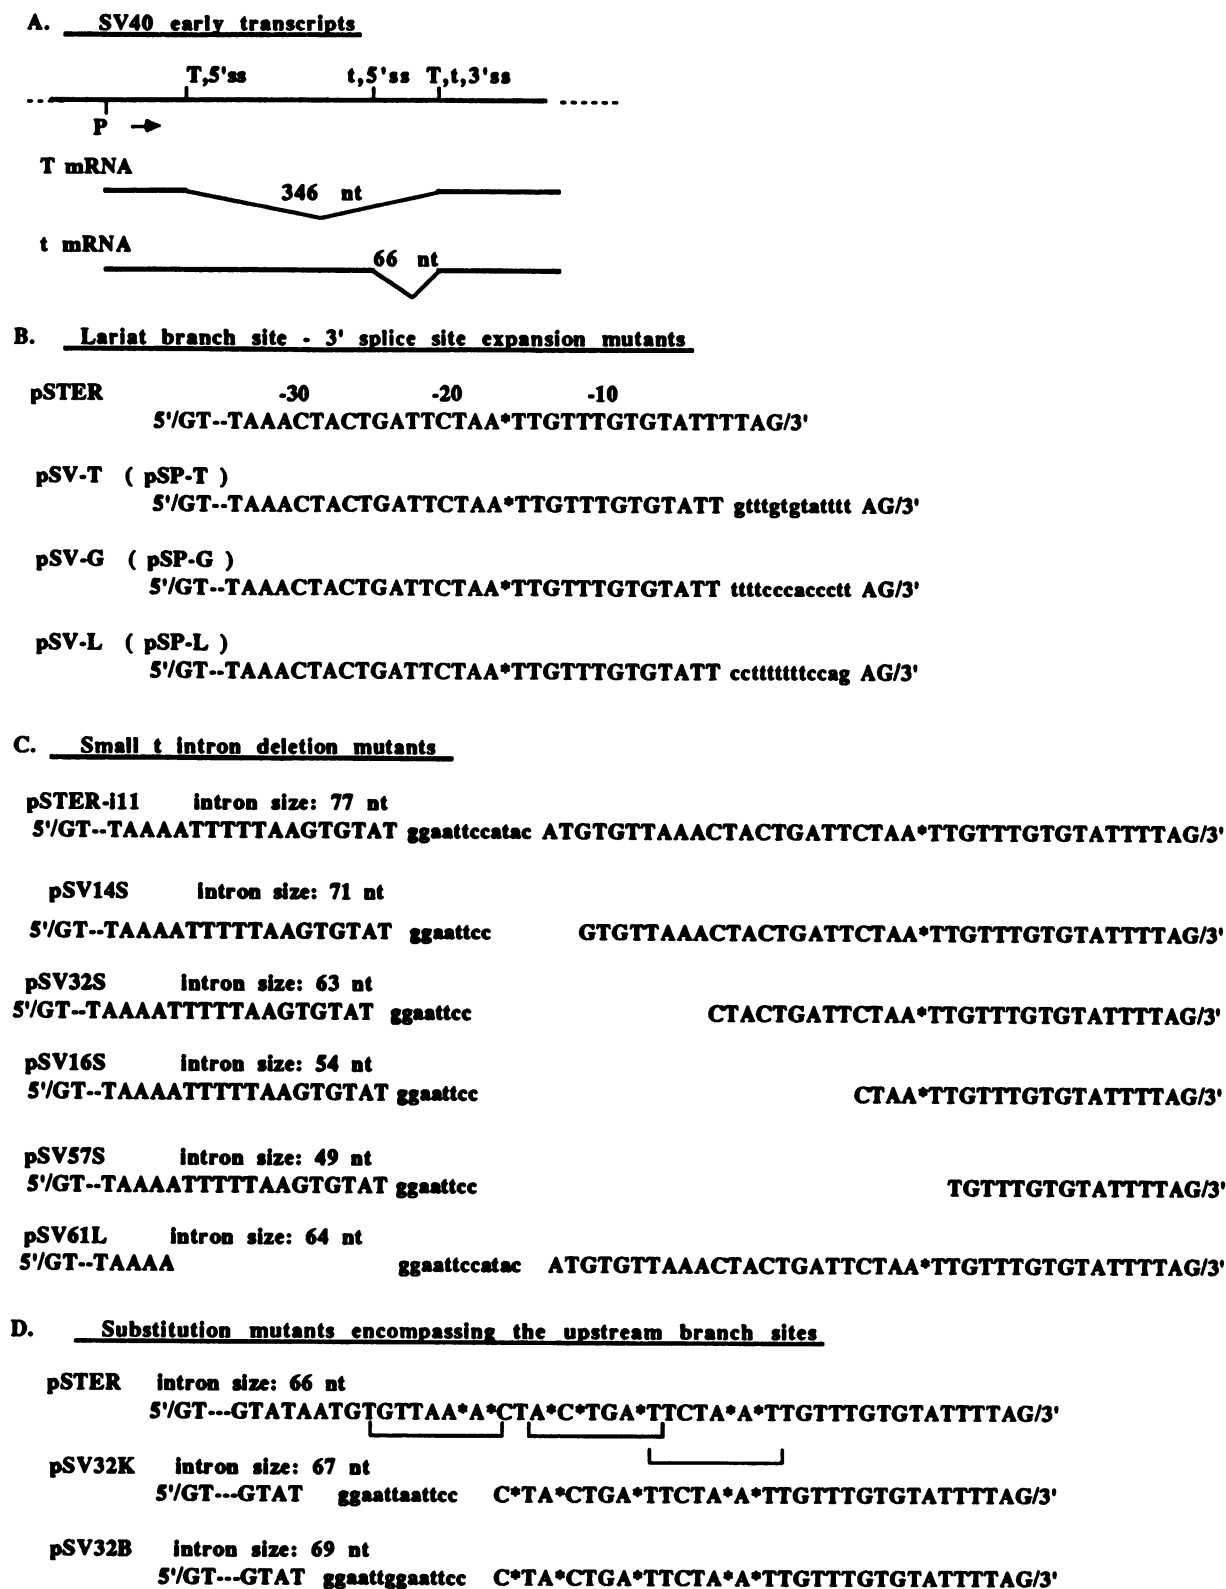 A. SV40 early transcripts
T,5'ss t,5'ss T,t,3'ss
P
T mRNA
346 nt
t mRNA
66 nt
B. Lariat branch site - 3' splice site expansion mutants
pSTER -30 -20 -10
5'/GT--TAAACTACTGATTCTAA*TTGTTTGTGTATTTTAG/3'
pSV-T ( pSP-T )
5'/GT--TAAACTACTGATTCTAA*TTGTTTGTGTATT gtttgtgtatttt AG/3'
pSV-G ( pSP-G )
5'/GT--TAAACTACTGATTCTAA*TTGTTTGTGTATT ttttcccaccctt AG/3'
pSV-L ( pSP-L )
5'/GT--TAAACTACTGATTCTAA*TTGTTTGTGTATT ccttttttttccag AG/3'
C. Small t intron deletion mutants
pSTER-i11 intron size: 77 nt
5'/GT--TAAAATTTTTAAGTGTAT ggaattccatac ATGTGTTAAACTACTGATTCTAA*TTGTTTGTGTATTTTAG/3'
pSV14S intron size: 71 nt
5'/GT--TAAAATTTTTAAGTGTAT ggaattcc GTGTTAAACTACTGATTCTAA*TTGTTTGTGTATTTTAG/3'
pSV32S intron size: 63 nt
5'/GT--TAAAATTTTTAAGTGTAT ggaattcc CTACTGATTCTAA*TTGTTTGTGTATTTTAG/3'
pSV16S intron size: 54 nt
5'/GT--TAAAATTTTTAAGTGTAT ggaattcc CTAA*TTGTTTGTGTATTTTAG/3'
pSV57S intron size: 49 nt
5'/GT--TAAAATTTTTAAGTGTAT ggaattcc TGTTTGTGTATTTTAG/3'
pSV61L intron size: 64 nt
5'/GT--TAAAA ggaattccatac ATGTGTTAAACTACTGATTCTAA*TTGTTTGTGTATTTTAG/3'
D. Substitution mutants encompassing the upstream branch sites
pSTER intron size: 66 nt
5'/GT---GTATAATGTGTTAA*A*CTA*C*TGA*TTCTA*A*TTGTTTGTGTATTTTAG/3'
pSV32K intron size: 67 nt
5'/GT---GTAT ggaattaattcc C*TA*CTGA*TTCTA*A*TTGTTTGTGTATTTTAG/3'
pSV32B intron size: 69 nt
5'/GT---GTAT ggaattggaattcc C*TA*CTGA*TTCTA*A*TTGTTTGTGTATTTTAG/3'